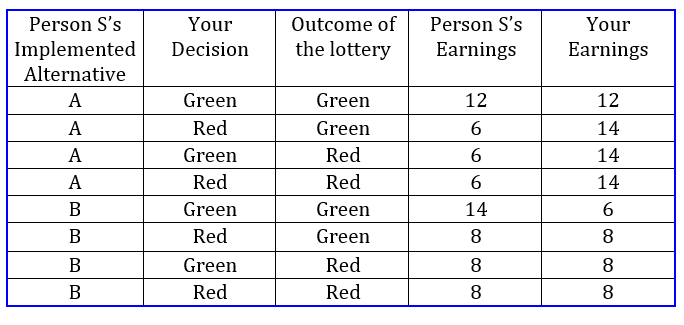 Person S's Implemented Alternative Your Decision Outcome of the lottery Person S's Earnings Your Earnings
A Green Green 12 12
A Red Green 6 14
A Green Red 6 14
A Red Red 6 14
B Green Green 14 6
B Red Green 8 8
B Green Red 8 8
B Red Red 8 8